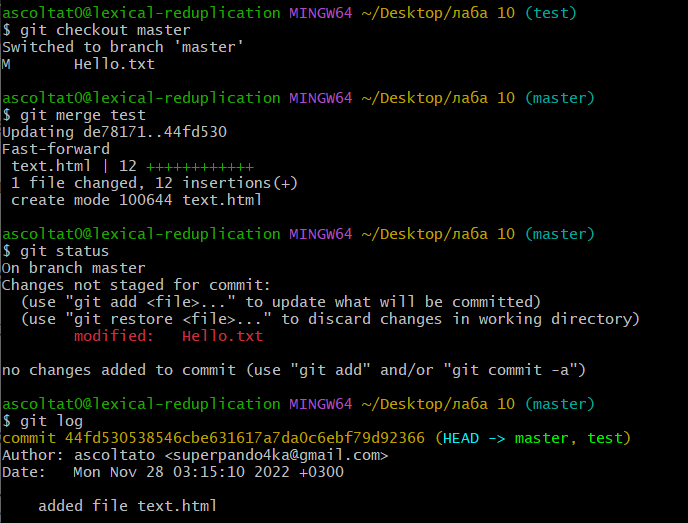 ascoltat0@lexical-reduplication MINGW64 ~/Desktop/лаба 10 (test)
$ git checkout master
Switched to branch 'master'
M       Hello.txt
ascoltat0@lexical-reduplication MINGW64 ~/Desktop/лаба 10 (master)
$ git merge test
Updating de78171..44fd530
Fast-forward
 text.html | 12 ++++++++++++
 1 file changed, 12 insertions(+)
 create mode 100644 text.html
ascoltat0@lexical-reduplication MINGW64 ~/Desktop/лаба 10 (master)
$ git status
On branch master
Changes not staged for commit:
  (use "git add <file>..." to update what will be committed)
  (use "git restore <file>..." to discard changes in working directory)
        modified:   Hello.txt
no changes added to commit (use "git add" and/or "git commit -a")
ascoltat0@lexical-reduplication MINGW64 ~/Desktop/лаба 10 (master)
$ git log
commit 44fd530538546cbe631617a7da0c6ebf79d92366 (HEAD -> master, test)
Author: ascoltato <superpando4ka@gmail.com>
Date:   Mon Nov 28 03:15:10 2022 +0300
    added file text.html